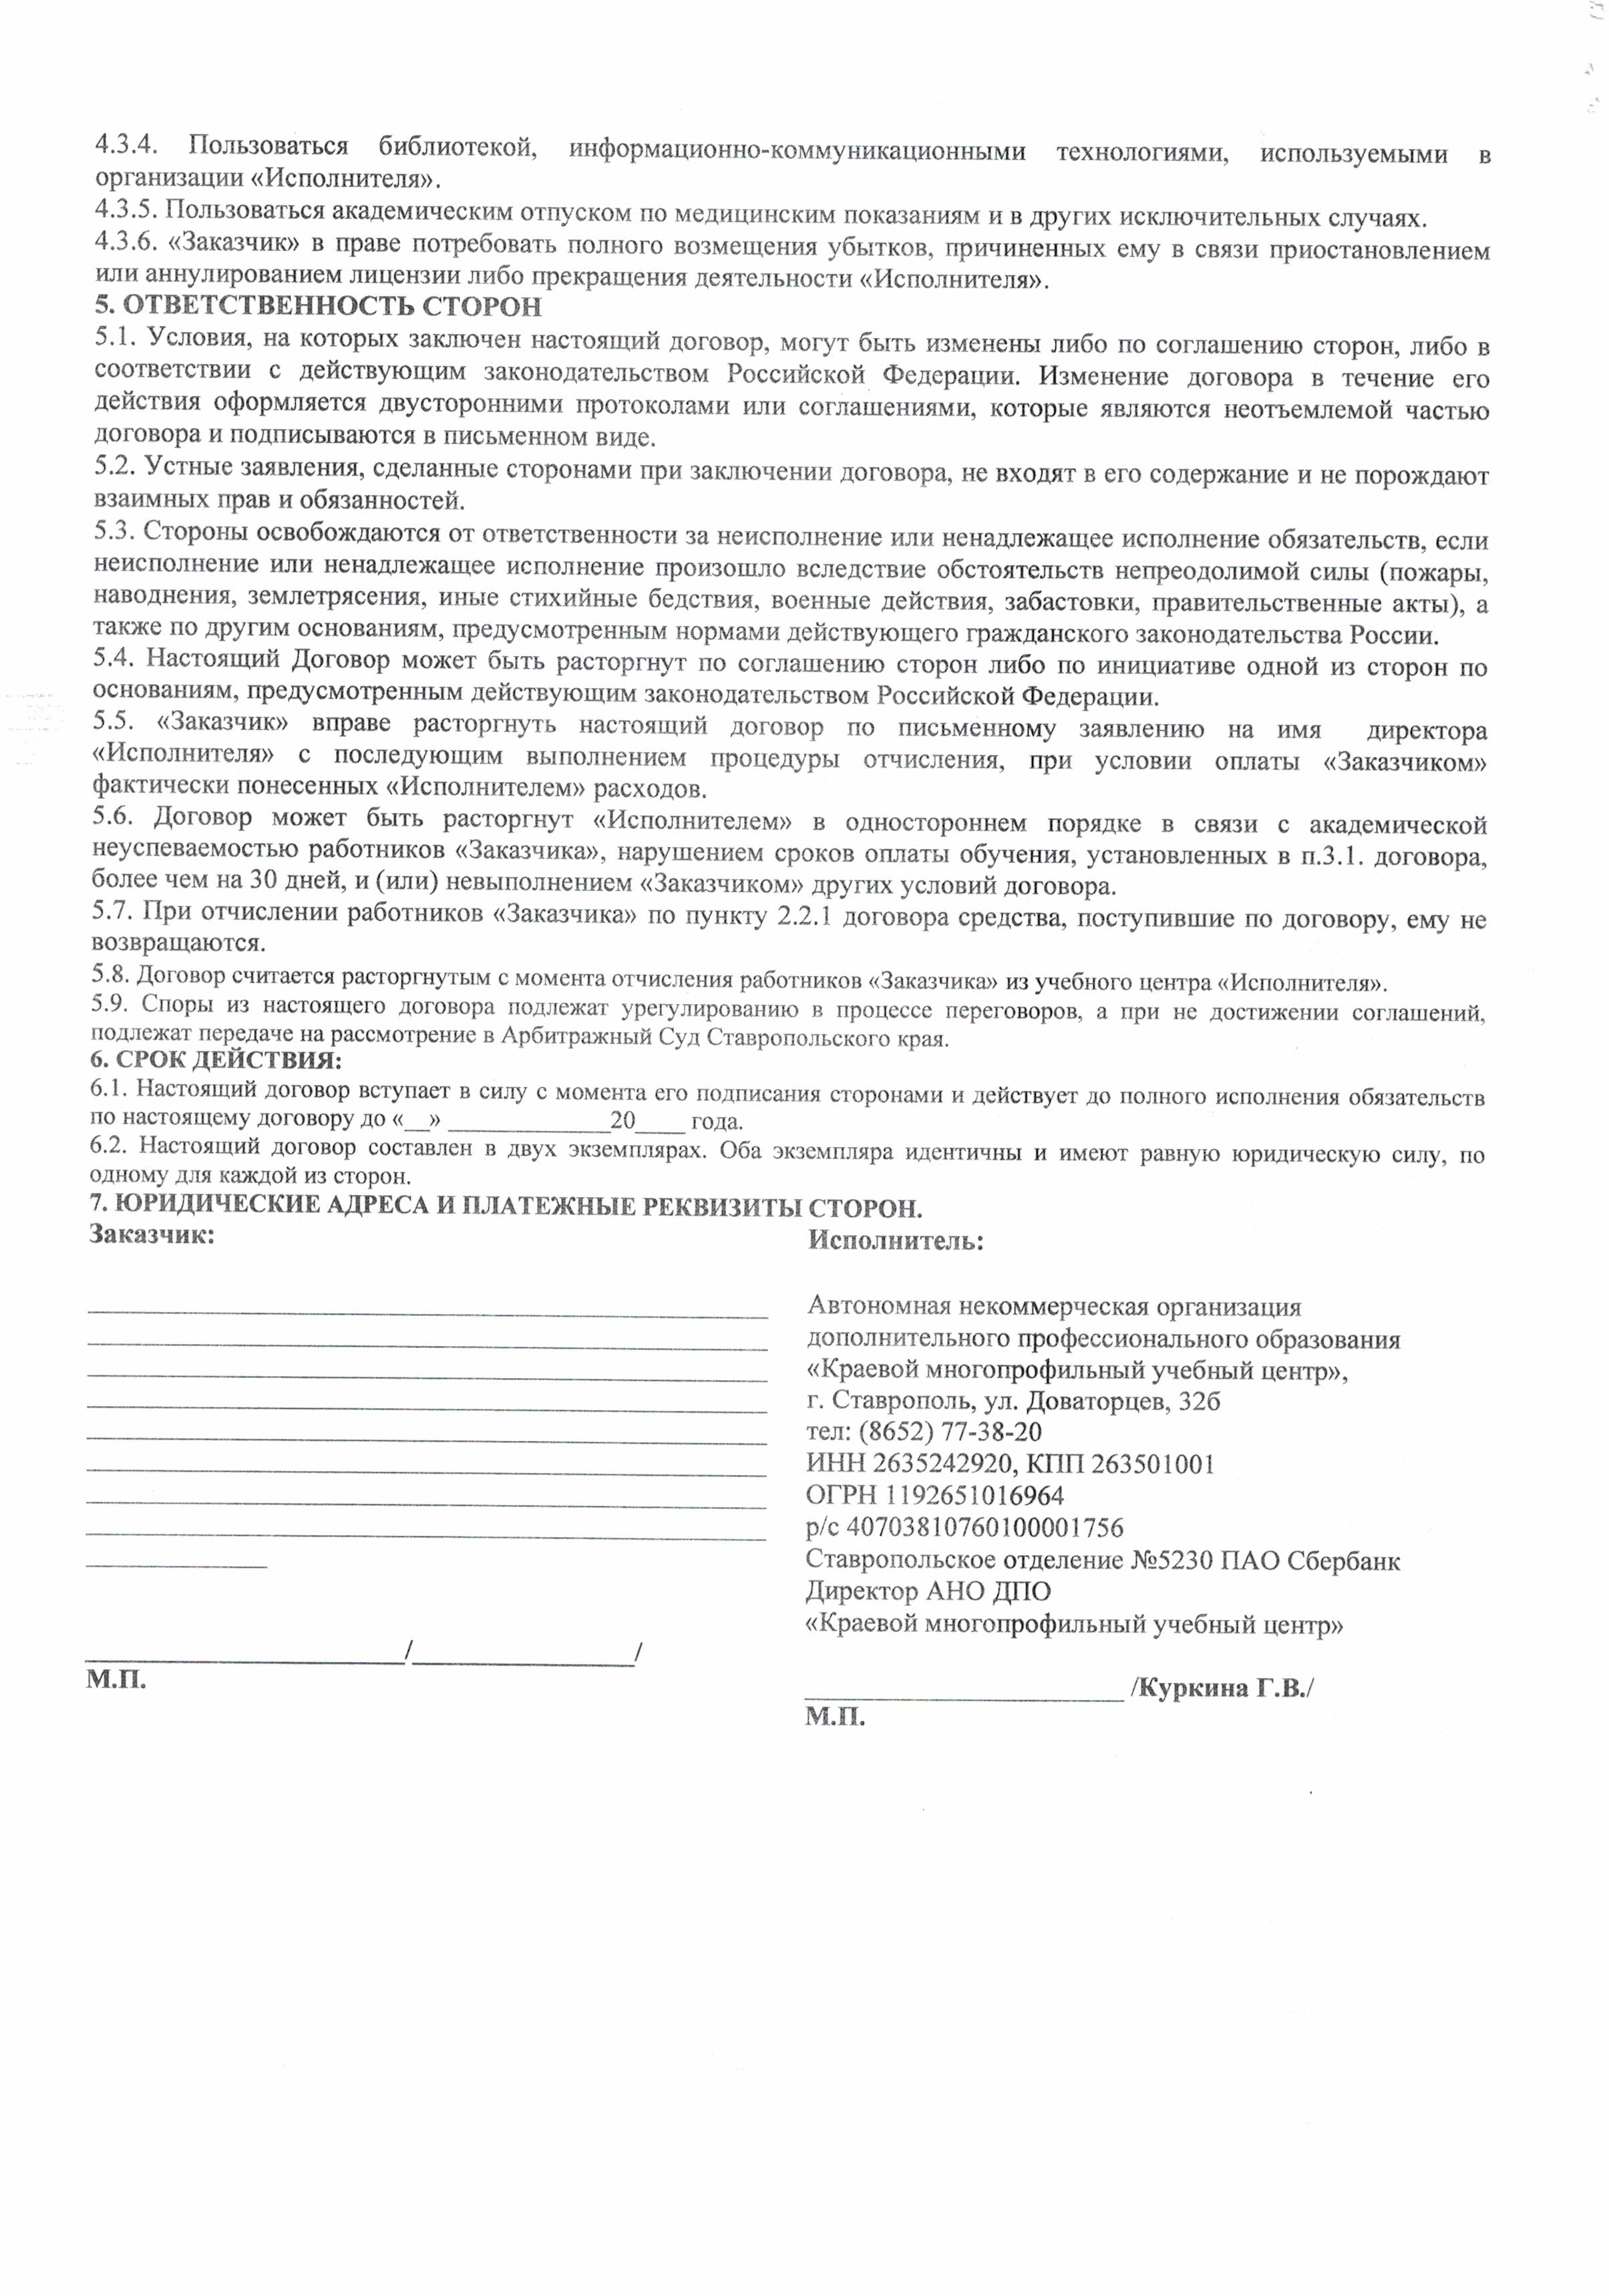 4.3.4. Пользоваться библиотекой, информационно-коммуникационными технологиями, используемыми в
организации «Исполнителя».
4.3.5. Пользоваться академическим отпуском по медицинским показаниям и в других исключительных случаях.
4.3.6. «Заказчик» в праве потребовать полного возмещения убытков, причиненных ему в связи приостановлением
или аннулированием лицензии либо прекращения деятельности «Исполнителя».
5. ОТВЕТСТВЕННОСТЬ СТОРОН
5.1. Условия, на которых заключен настоящий договор, могут быть изменены либо по соглашению сторон, либо в
соответствии с действующим законодательством Российской Федерации. Изменение договора в течение его
действия оформляется двусторонними протоколами или соглашениями, которые являются неотъемлемой частью
договора и подписываются в письменном виде.
5.2. Устные заявления, сделанные сторонами при заключении договора, не входят в его содержание и не порождают
взаимных прав и обязанностей.
5.3. Стороны освобождаются от ответственности за неисполнение или ненадлежащее исполнение обязательств, если
неисполнение или ненадлежащее исполнение произошло вследствие обстоятельств непреодолимой силы (пожары,
наводнения, землетрясения, иные стихийные бедствия, военные действия, забастовки, правительственные акты), а
также по другим основаниям, предусмотренным нормами действующего гражданского законодательства России.
5.4. Настоящий Договор может быть расторгнут по соглашению сторон либо по инициативе одной из сторон по
основаниям, предусмотренным действующим законодательством Российской Федерации.
5.5. «Заказчик» вправе расторгнуть настоящий договор по письменному заявлению на имя директора
«Исполнителя» с последующим выполнением процедуры отчисления, при условии оплаты «Заказчиком»
фактически понесенных «Исполнителем» расходов.
5.6. Договор может быть расторгнут «Исполнителем» в одностороннем порядке в связи с академической
неуспеваемостью работников «Заказчика», нарушением сроков оплаты обучения, установленных в п.3.1. договора,
более чем на 30 дней, и (или) невыполнением «Заказчиком» других условий договора.
5.7. При отчислении работников «Заказчика» по пункту 2.2.1 договора средства, поступившие по договору, ему не
возвращаются.
5.8. Договор считается расторгнутым с момента отчисления работников «Заказчика» из учебного центра «Исполнителя».
5.9. Споры из настоящего договора подлежат урегулированию в процессе переговоров, а при не достижении соглашений,
подлежат передаче на рассмотрение в Арбитражный Суд Ставропольского края.
6. СРОК ДЕЙСТВИЯ:
6.1. Настоящий договор вступает в силу с момента его подписания сторонами и действует до полного исполнения обязательств
по настоящему договору до «__» _____________20____ года.
6.2. Настоящий договор составлен в двух экземплярах. Оба экземпляра идентичны и имеют равную юридическую силу, по
одному для каждой из сторон.
7. ЮРИДИЧЕСКИЕ АДРЕСА И ПЛАТЕЖНЫЕ РЕКВИЗИТЫ СТОРОН.
Заказчик:
_________________________/_________________/
М.П.
Исполнитель:
Автономная некоммерческая организация
дополнительного профессионального образования
«Краевой многопрофильный учебный центр»,
г. Ставрополь, ул. Доваторцев, 32б
тел: (8652) 77-38-20
ИНН 2635242920, КПП 263501001
ОГРН 1192651016964
р/с 40703810760100001756
Ставропольское отделение №5230 ПАО Сбербанк
Директор АНО ДПО
«Краевой многопрофильный учебный центр»
_________________________ /Куркина Г.В./
М.П.